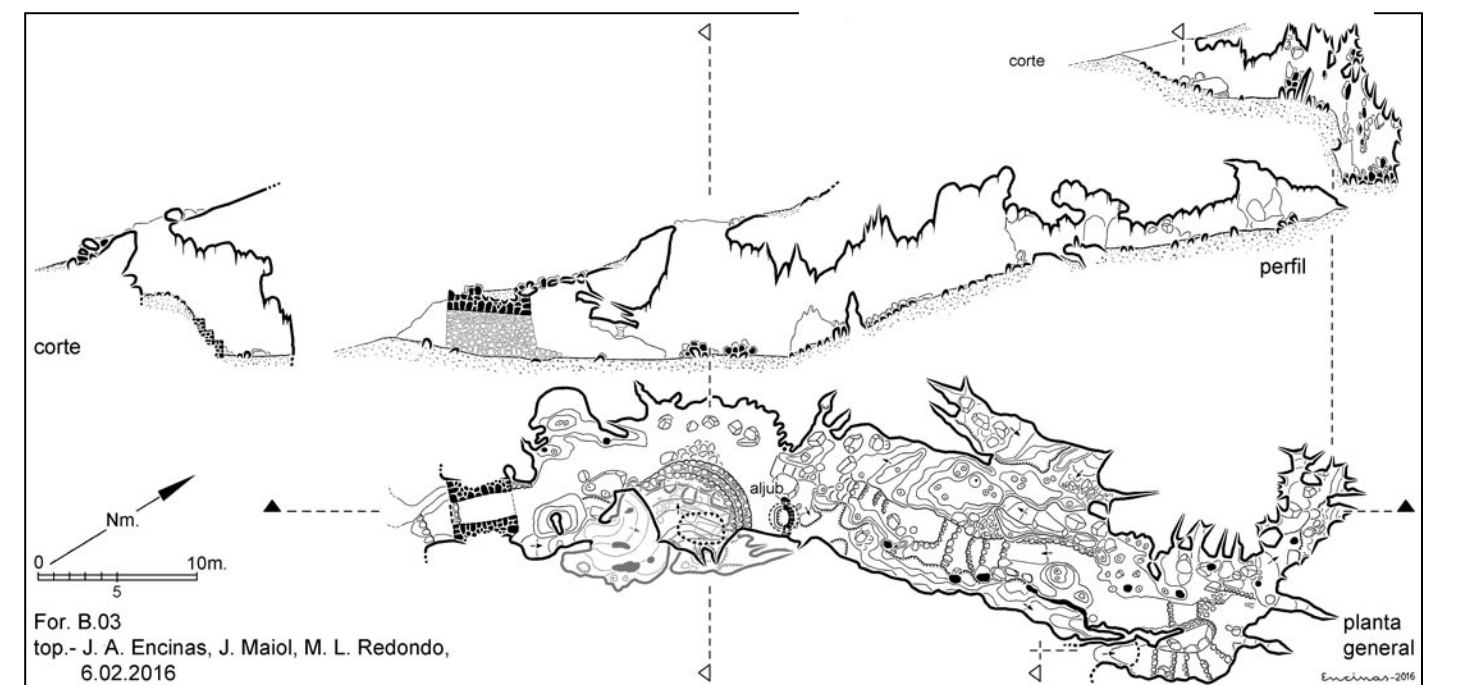 corte
corte
perfil
aljub
Nm.
0
10m.
5
For. B.03
top.- J. A. Encinas, J. Maiol, M. L. Redondo,
6.02.2016
planta
general
Encinas-2016